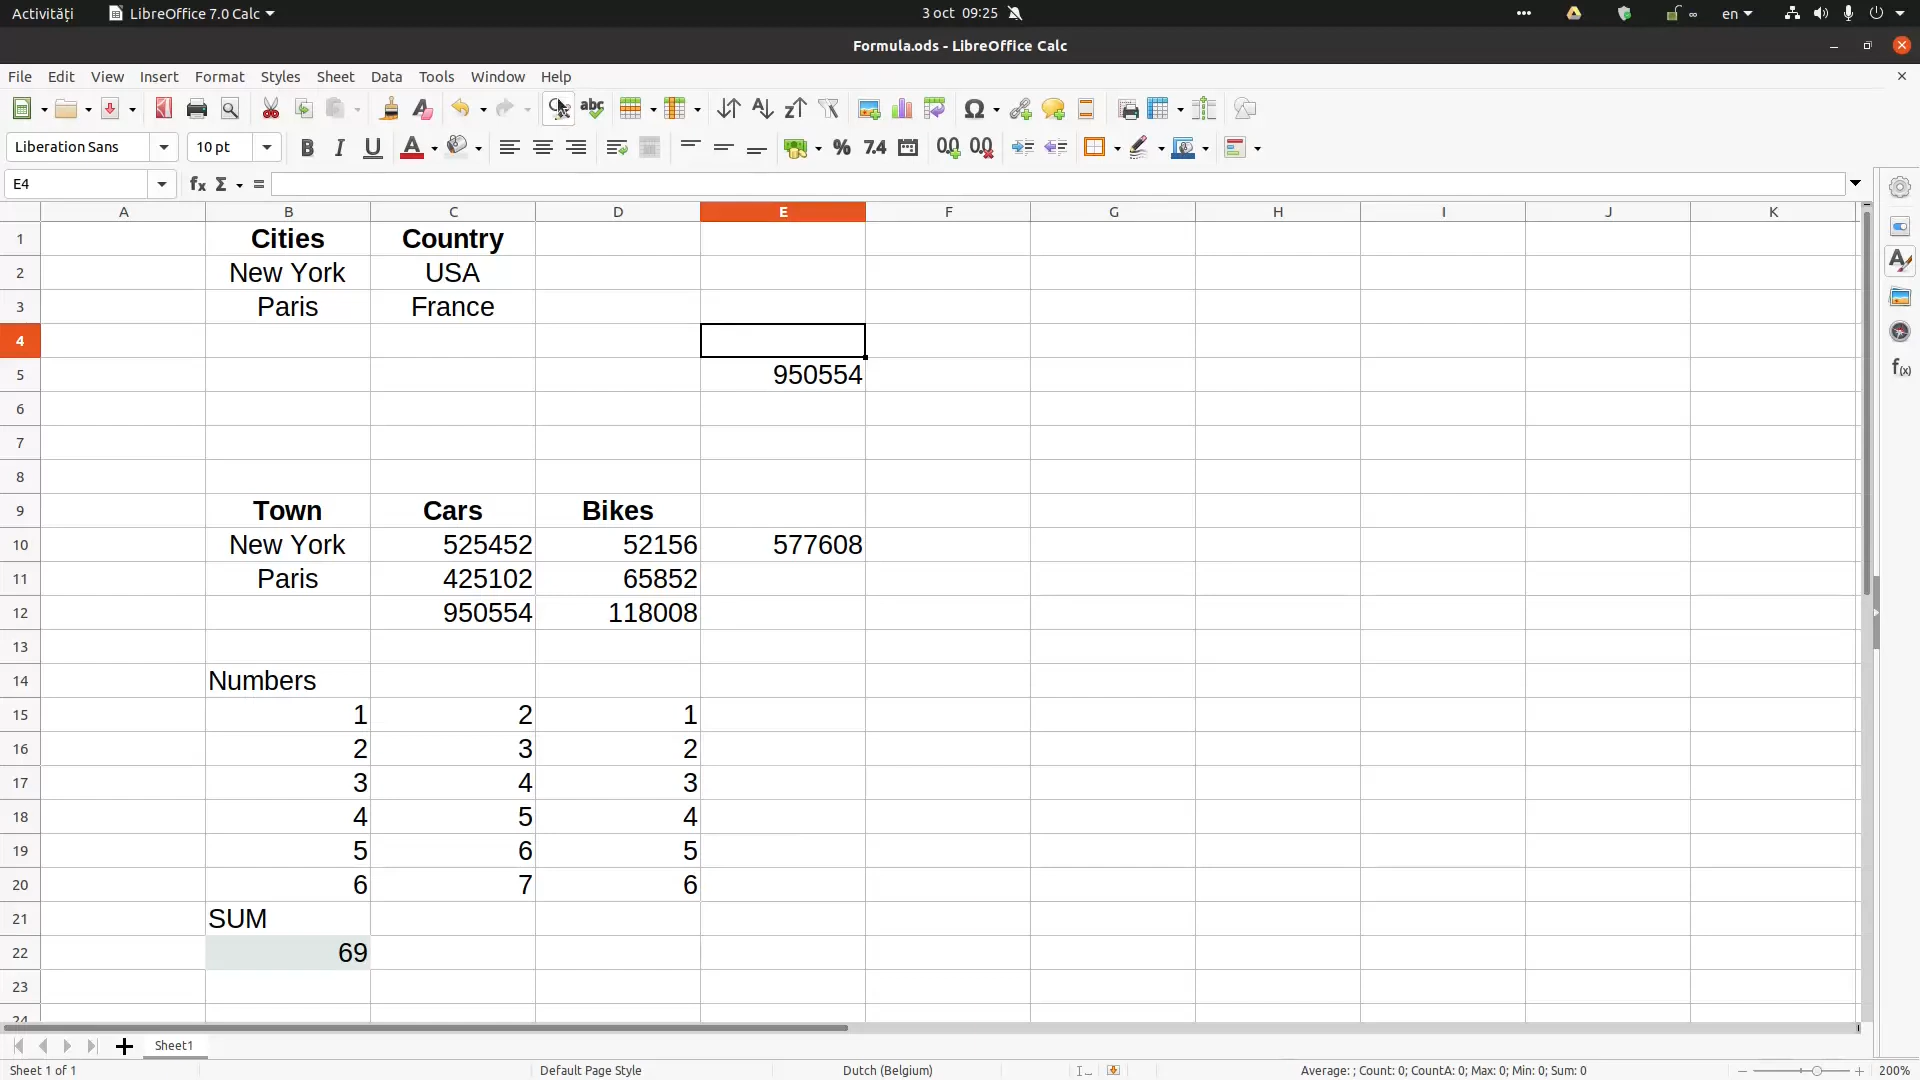 Activități LibreOffice 7.0 Calc 3 oct 09:25 en
Formula.ods - LibreOffice Calc
File Edit View Insert Format Styles Sheet Data Tools Window Help
Liberation Sans 10 pt
E4
A B C D E F G H I J K
1 Cities Country
2 New York USA
3 Paris France
4
5 950554
6
7
8
9 Town Cars Bikes
10 New York 525452 52156 577608
11 Paris 425102 65852
12 950554 118008
13
14 Numbers
15 1 2 1
16 2 3 2
17 3 4 3
18 4 5 4
19 5 6 5
20 6 7 6
21 SUM
22 69
23
24
Sheet1
Sheet 1 of 1 Default Page Style Dutch (Belgium) Average: ; Count: 0; CountA: 0; Max: 0; Min: 0; Sum: 0 200%